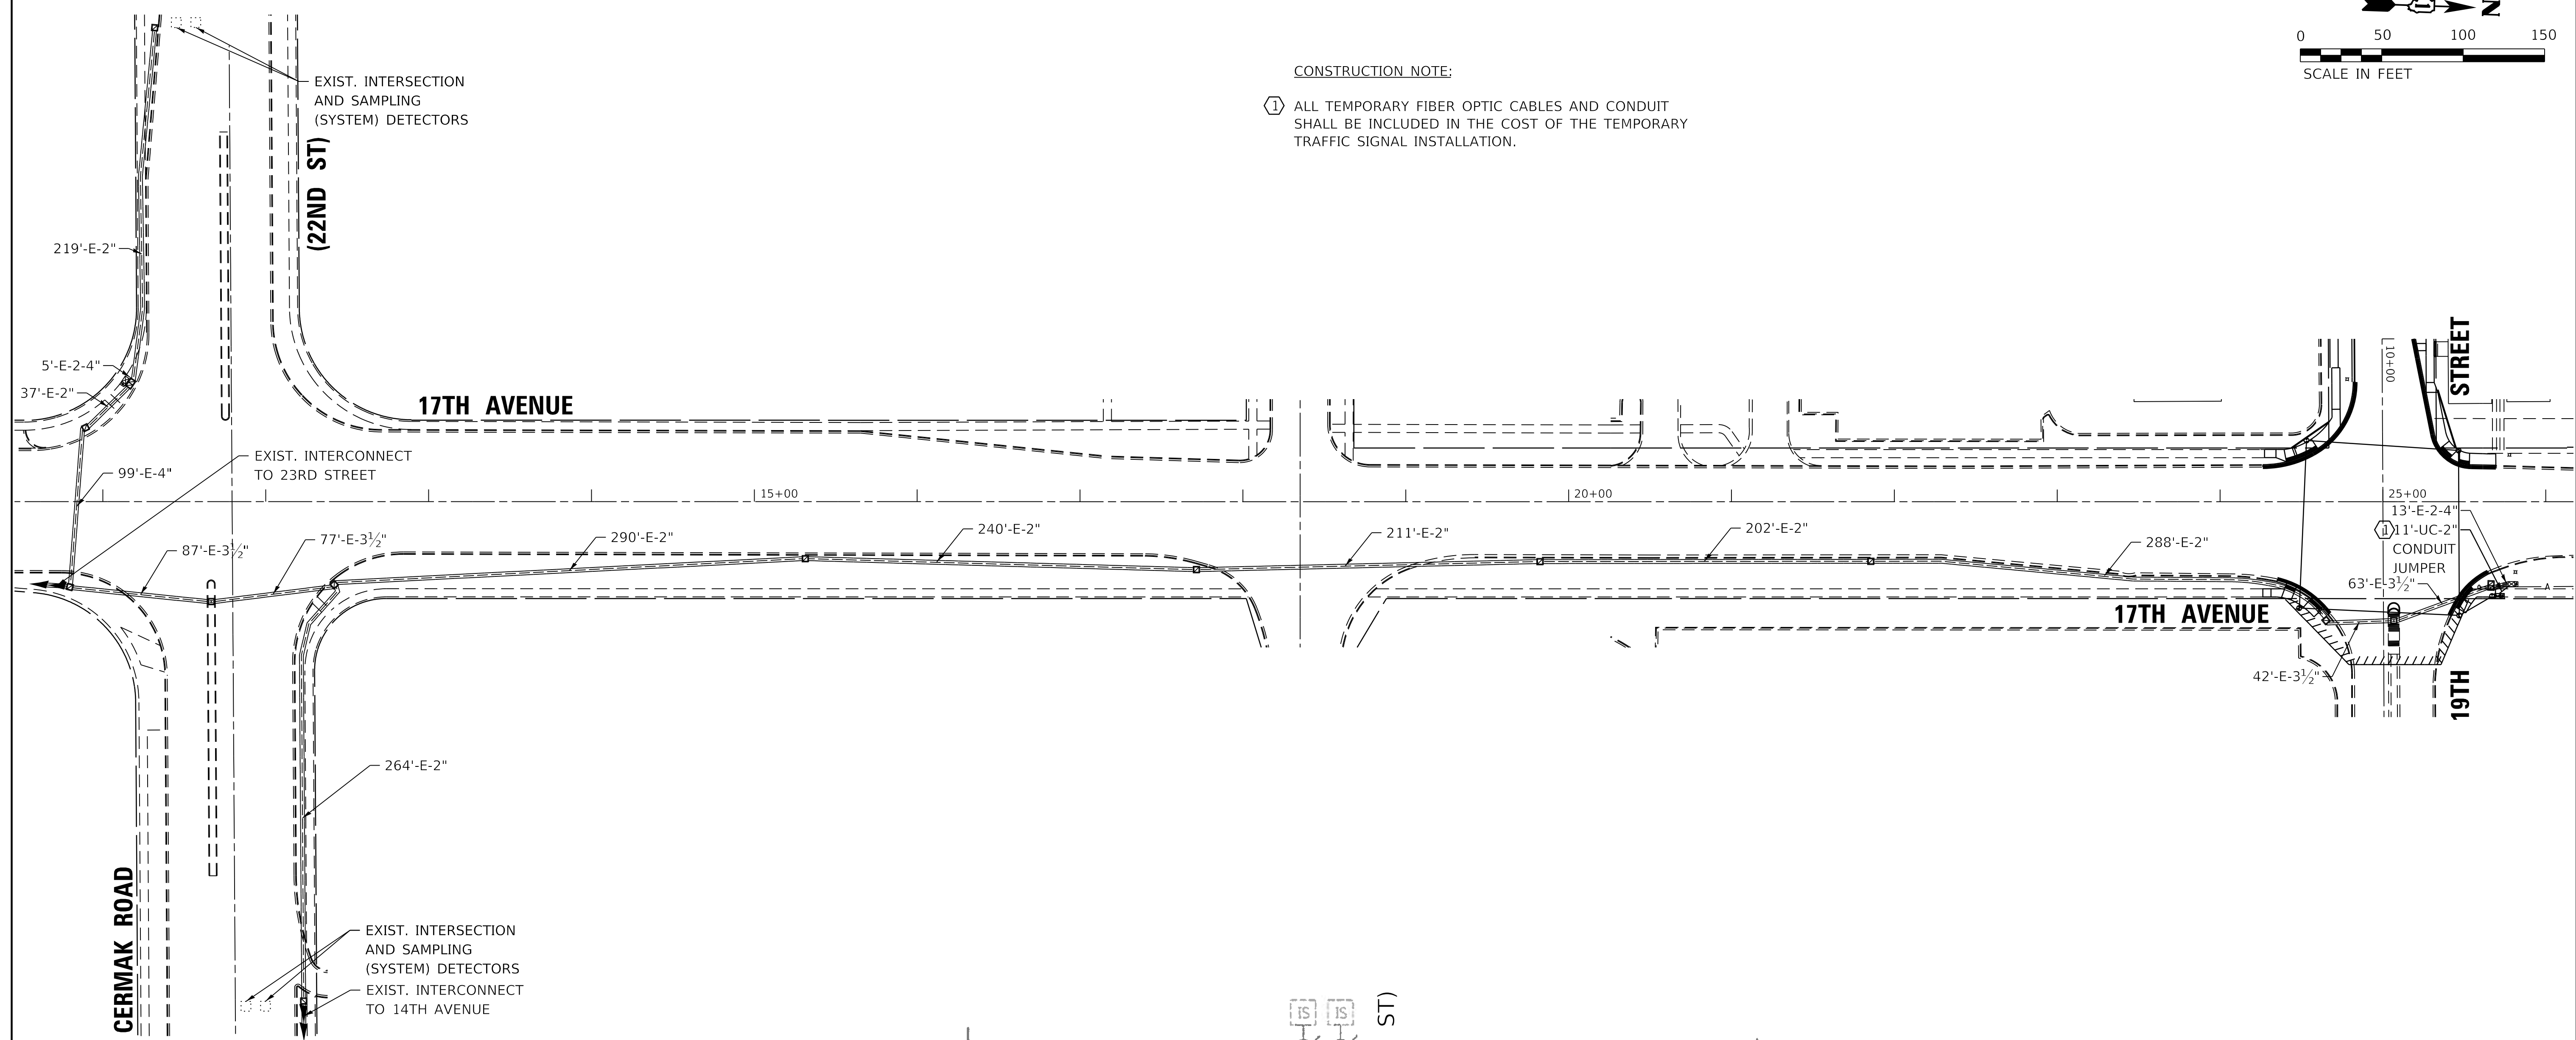 N
0 50 100 150
SCALE IN FEET
EXIST. INTERSECTION
AND SAMPLING
(SYSTEM) DETECTORS
(22ND ST)
CONSTRUCTION NOTE:
1 ALL TEMPORARY FIBER OPTIC CABLES AND CONDUIT
SHALL BE INCLUDED IN THE COST OF THE TEMPORARY
TRAFFIC SIGNAL INSTALLATION.
219'-E-2"
5'-E-2-4"
37'-E-2"
17TH AVENUE
STREET
10+00
EXIST. INTERCONNECT
TO 23RD STREET
99'-E-4"
15+00
20+00
25+00
87'-E-3½"
77'-E-3½"
290'-E-2"
240'-E-2"
211'-E-2"
202'-E-2"
288'-E-2"
13'-E-2-4"
1 11'-UC-2"
CONDUIT
JUMPER
63'-E-3½"
A
17TH AVENUE
42'-E-3½"
19TH
264'-E-2"
CERMAK ROAD
EXIST. INTERSECTION
AND SAMPLING
(SYSTEM) DETECTORS
EXIST. INTERCONNECT
TO 14TH AVENUE
IS IS
ST)